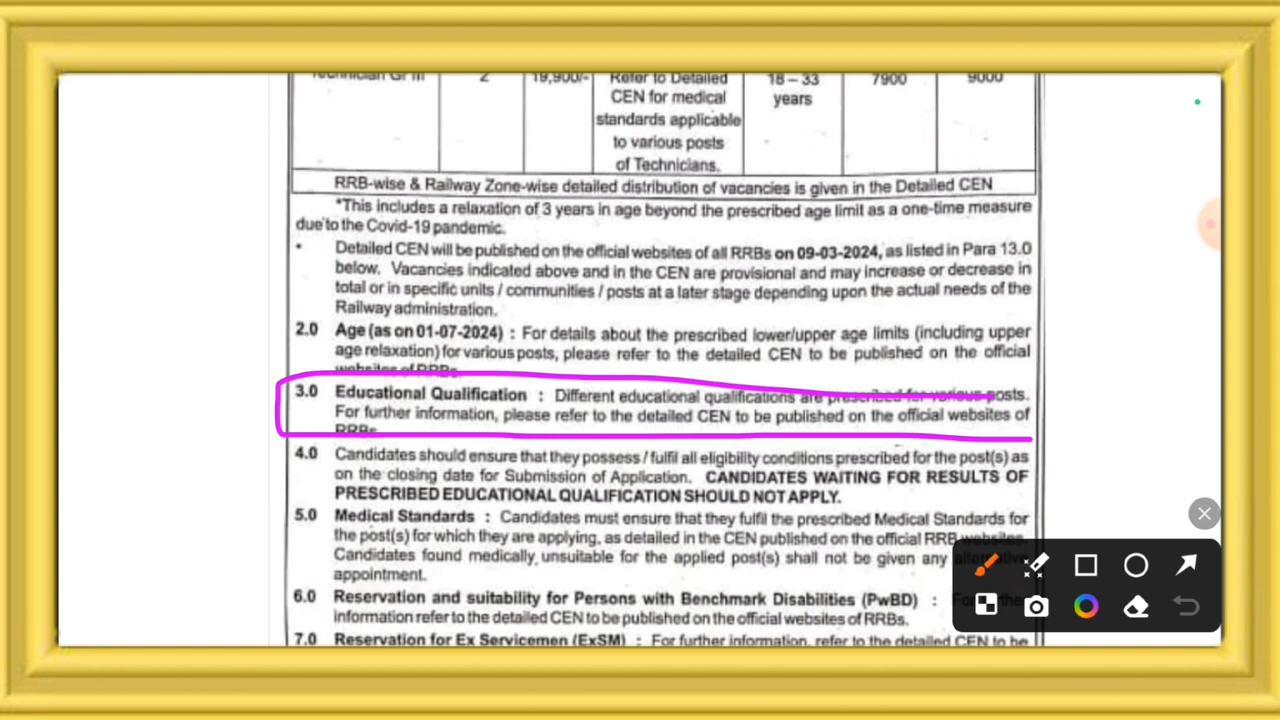 Technician Gr III 2 19,900/- Refer to Detailed 18 – 33 7900 9000
CEN for medical years
standards applicable
to various posts
of Technicians.
RRB-wise & Railway Zone-wise detailed distribution of vacancies is given in the Detailed CEN
*This includes a relaxation of 3 years in age beyond the prescribed age limit as a one-time measure
due to the Covid-19 pandemic.
• Detailed CEN will be published on the official websites of all RRBs on 09-03-2024, as listed in Para 13.0
below. Vacancies indicated above and in the CEN are provisional and may increase or decrease in
total or in specific units / communities / posts at a later stage depending upon the actual needs of the
Railway administration.
2.0 Age (as on 01-07-2024) : For details about the prescribed lower/upper age limits (including upper
age relaxation) for various posts, please refer to the detailed CEN to be published on the official
websites of RRBs.
3.0 Educational Qualification : Different educational qualifications are prescribed for various posts.
For further information, please refer to the detailed CEN to be published on the official websites of
RRBs.
4.0 Candidates should ensure that they possess / fulfil all eligibility conditions prescribed for the post(s) as
on the closing date for Submission of Application. CANDIDATES WAITING FOR RESULTS OF
PRESCRIBED EDUCATIONAL QUALIFICATION SHOULD NOT APPLY.
5.0 Medical Standards : Candidates must ensure that they fulfil the prescribed Medical Standards for
the post(s) for which they are applying, as detailed in the CEN published on the official RRB websites.
Candidates found medically unsuitable for the applied post(s) shall not be given any alternative
appointment.
6.0 Reservation and suitability for Persons with Benchmark Disabilities (PwBD) : For further
information refer to the detailed CEN to be published on the official websites of RRBs.
7.0 Reservation for Ex Servicemen (ExSM) : For further information, refer to the detailed CEN to be